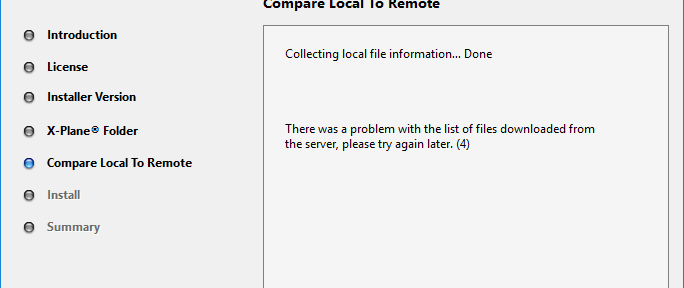 Compare Local To Remote
Introduction
License
Installer Version
X-Plane® Folder
Compare Local To Remote
Install
Summary
Collecting local file information... Done
There was a problem with the list of files downloaded from
the server, please try again later. (4)